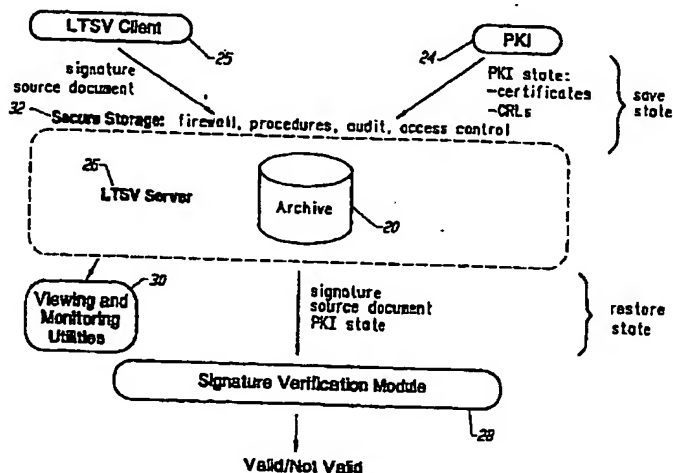 LTSV Client
25
24
PKI
signature
source document
PKI state:
-certificates
-CRLs
save
state
32
Secure Storage: firewall, procedures, audit, access control
26
LTSV Server
Archive
20
30
Viewing and
Monitoring
Utilities
signature
source document
PKI state
restore
state
Signature Verification Module
28
Valid/Not Valid